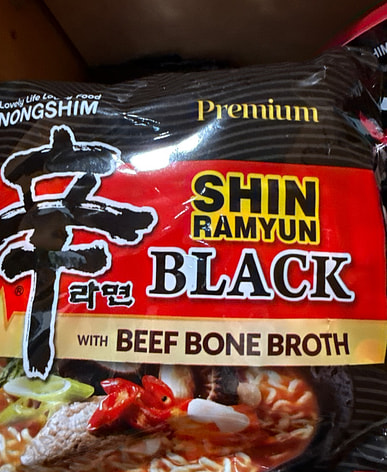 Lovely Life Lovely Food
NONGSHIM
Premium
辛
SHIN
RAMYUN
BLACK
라면
®
WITH BEEF BONE BROTH